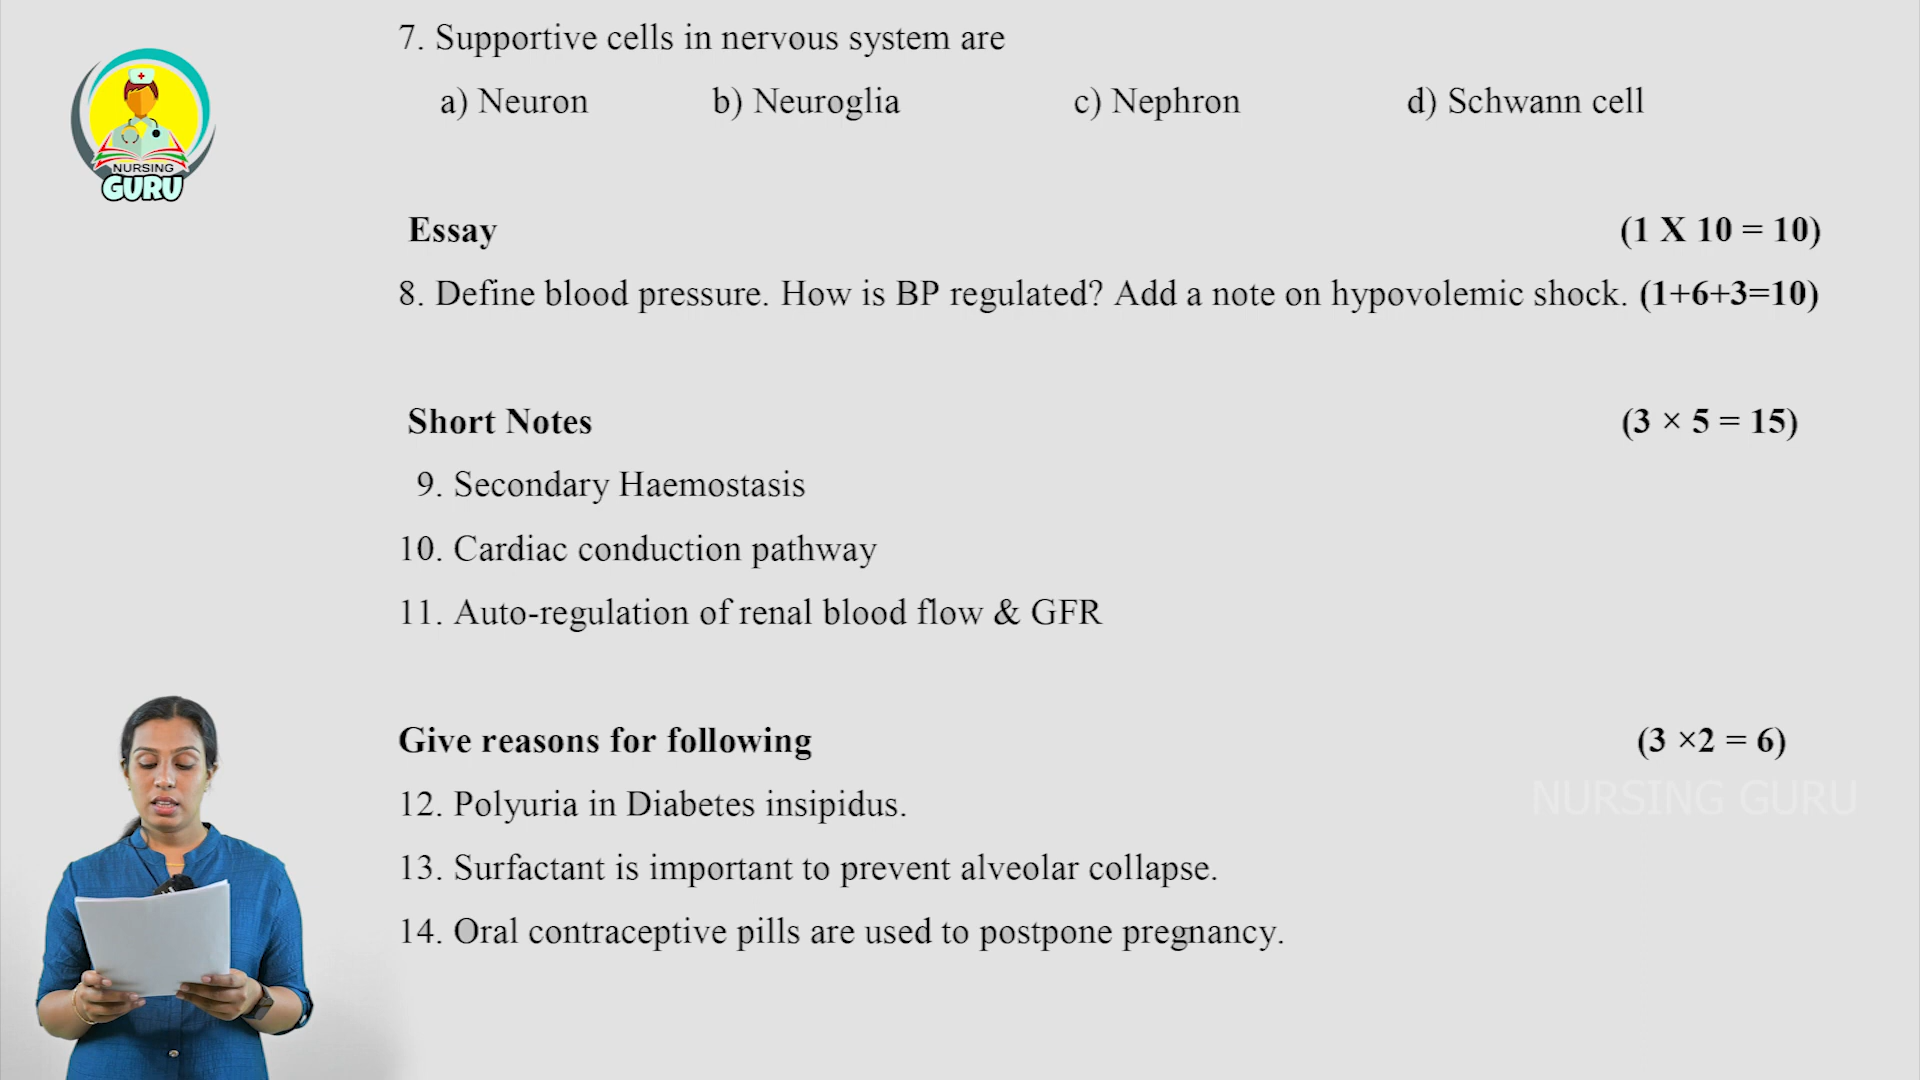 7. Supportive cells in nervous system are
a) Neuron b) Neuroglia c) Nephron d) Schwann cell
NURSING
GURU
Essay (1 X 10 = 10)
8. Define blood pressure. How is BP regulated? Add a note on hypovolemic shock. (1+6+3=10)
Short Notes (3 × 5 = 15)
9. Secondary Haemostasis
10. Cardiac conduction pathway
11. Auto-regulation of renal blood flow & GFR
Give reasons for following (3 ×2 = 6)
NURSING GURU
12. Polyuria in Diabetes insipidus.
13. Surfactant is important to prevent alveolar collapse.
14. Oral contraceptive pills are used to postpone pregnancy.